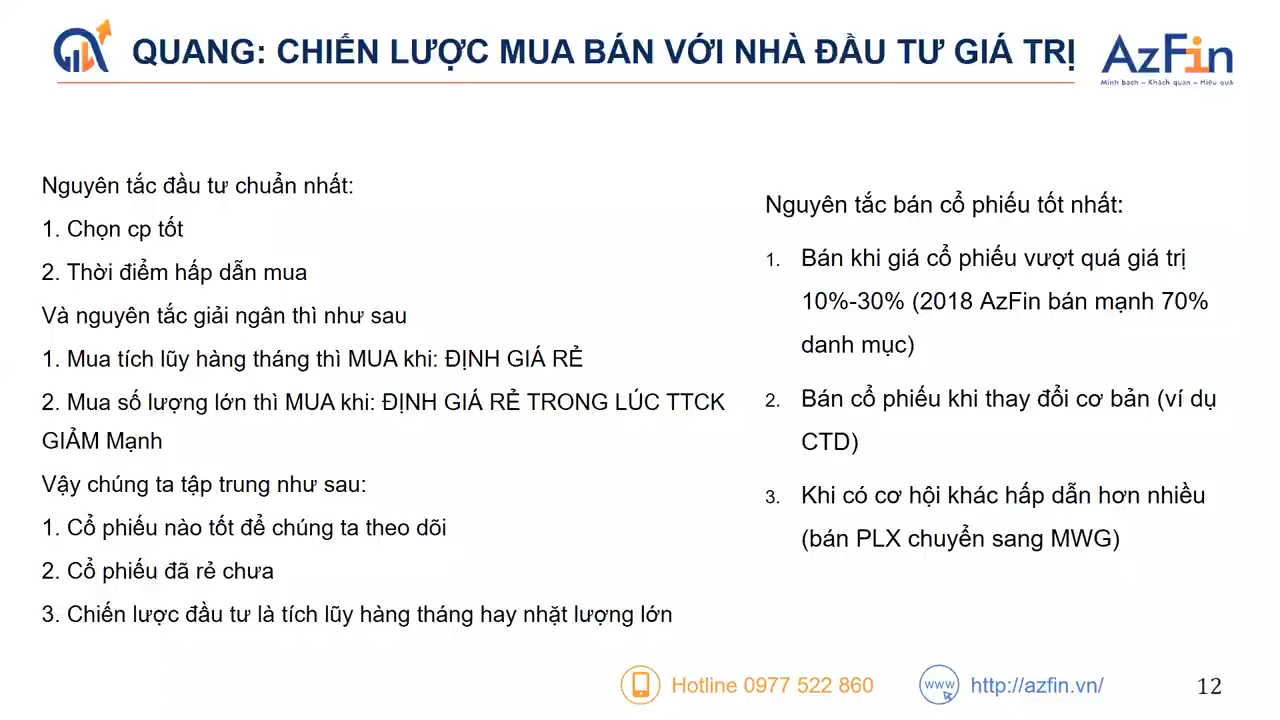 QUANG: CHIẾN LƯỢC MUA BÁN VỚI NHÀ ĐẦU TƯ GIÁ TRỊ
AzFin
Minh bạch – Khách quan – Hiệu quả
Nguyên tắc đầu tư chuẩn nhất:
1. Chọn cp tốt
2. Thời điểm hấp dẫn mua
Và nguyên tắc giải ngân thì như sau
1. Mua tích lũy hàng tháng thì MUA khi: ĐỊNH GIÁ RẺ
2. Mua số lượng lớn thì MUA khi: ĐỊNH GIÁ RẺ TRONG LÚC TTCK
GIẢM Mạnh
Vậy chúng ta tập trung như sau:
1. Cổ phiếu nào tốt để chúng ta theo dõi
2. Cổ phiếu đã rẻ chưa
3. Chiến lược đầu tư là tích lũy hàng tháng hay nhặt lượng lớn
Nguyên tắc bán cổ phiếu tốt nhất:
1. Bán khi giá cổ phiếu vượt quá giá trị
10%-30% (2018 AzFin bán mạnh 70%
danh mục)
2. Bán cổ phiếu khi thay đổi cơ bản (ví dụ
CTD)
3. Khi có cơ hội khác hấp dẫn hơn nhiều
(bán PLX chuyển sang MWG)
Hotline 0977 522 860
www
http://azfin.vn/
12